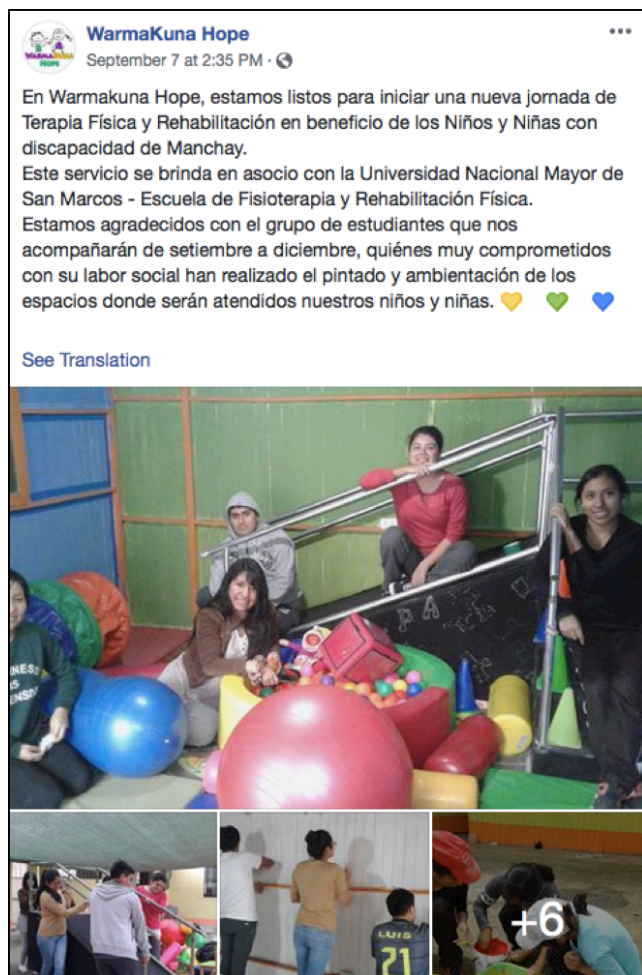 WarmaKuna Hope
September 7 at 2:35 PM ·
En Warmakuna Hope, estamos listos para iniciar una nueva jornada de
Terapia Física y Rehabilitación en beneficio de los Niños y Niñas con
discapacidad de Manchay.
Este servicio se brinda en asocio con la Universidad Nacional Mayor de
San Marcos - Escuela de Fisioterapia y Rehabilitación Física.
Estamos agradecidos con el grupo de estudiantes que nos
acompañarán de setiembre a diciembre, quiénes muy comprometidos
con su labor social han realizado el pintado y ambientación de los
espacios donde serán atendidos nuestros niños y niñas. 💛 💚 💙
See Translation
P A
LUIS
21
+6